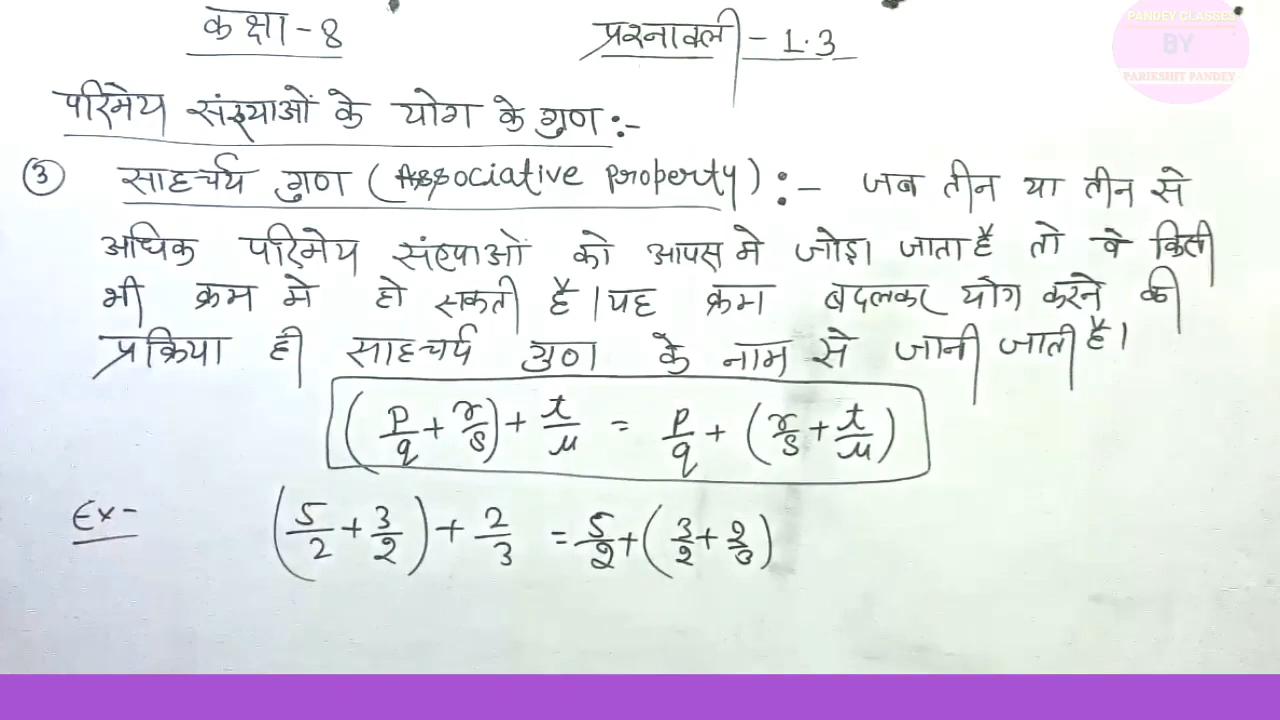 कक्षा - 8 प्रश्नावली - 1.3
PANDEY CLASSES
BY
PARIKSHIT PANDEY
परिमेय संख्याओं के योग के गुण :-
③ साहचर्य गुण (Associative Property) :- जब तीन या तीन से
अधिक परिमेय संख्याओं को आपस मे जोड़ा जाता है तो वे किसी
भी क्रम मे हो सकती है। यह क्रम बदलकर योग करने की
प्रक्रिया ही साहचर्य गुण के नाम से जानी जाती है।
(p/q + r/s) + t/u = p/q + (r/s + t/u)
Ex- (5/2 + 3/2) + 2/3 = 5/2 + (3/2 + 2/3)